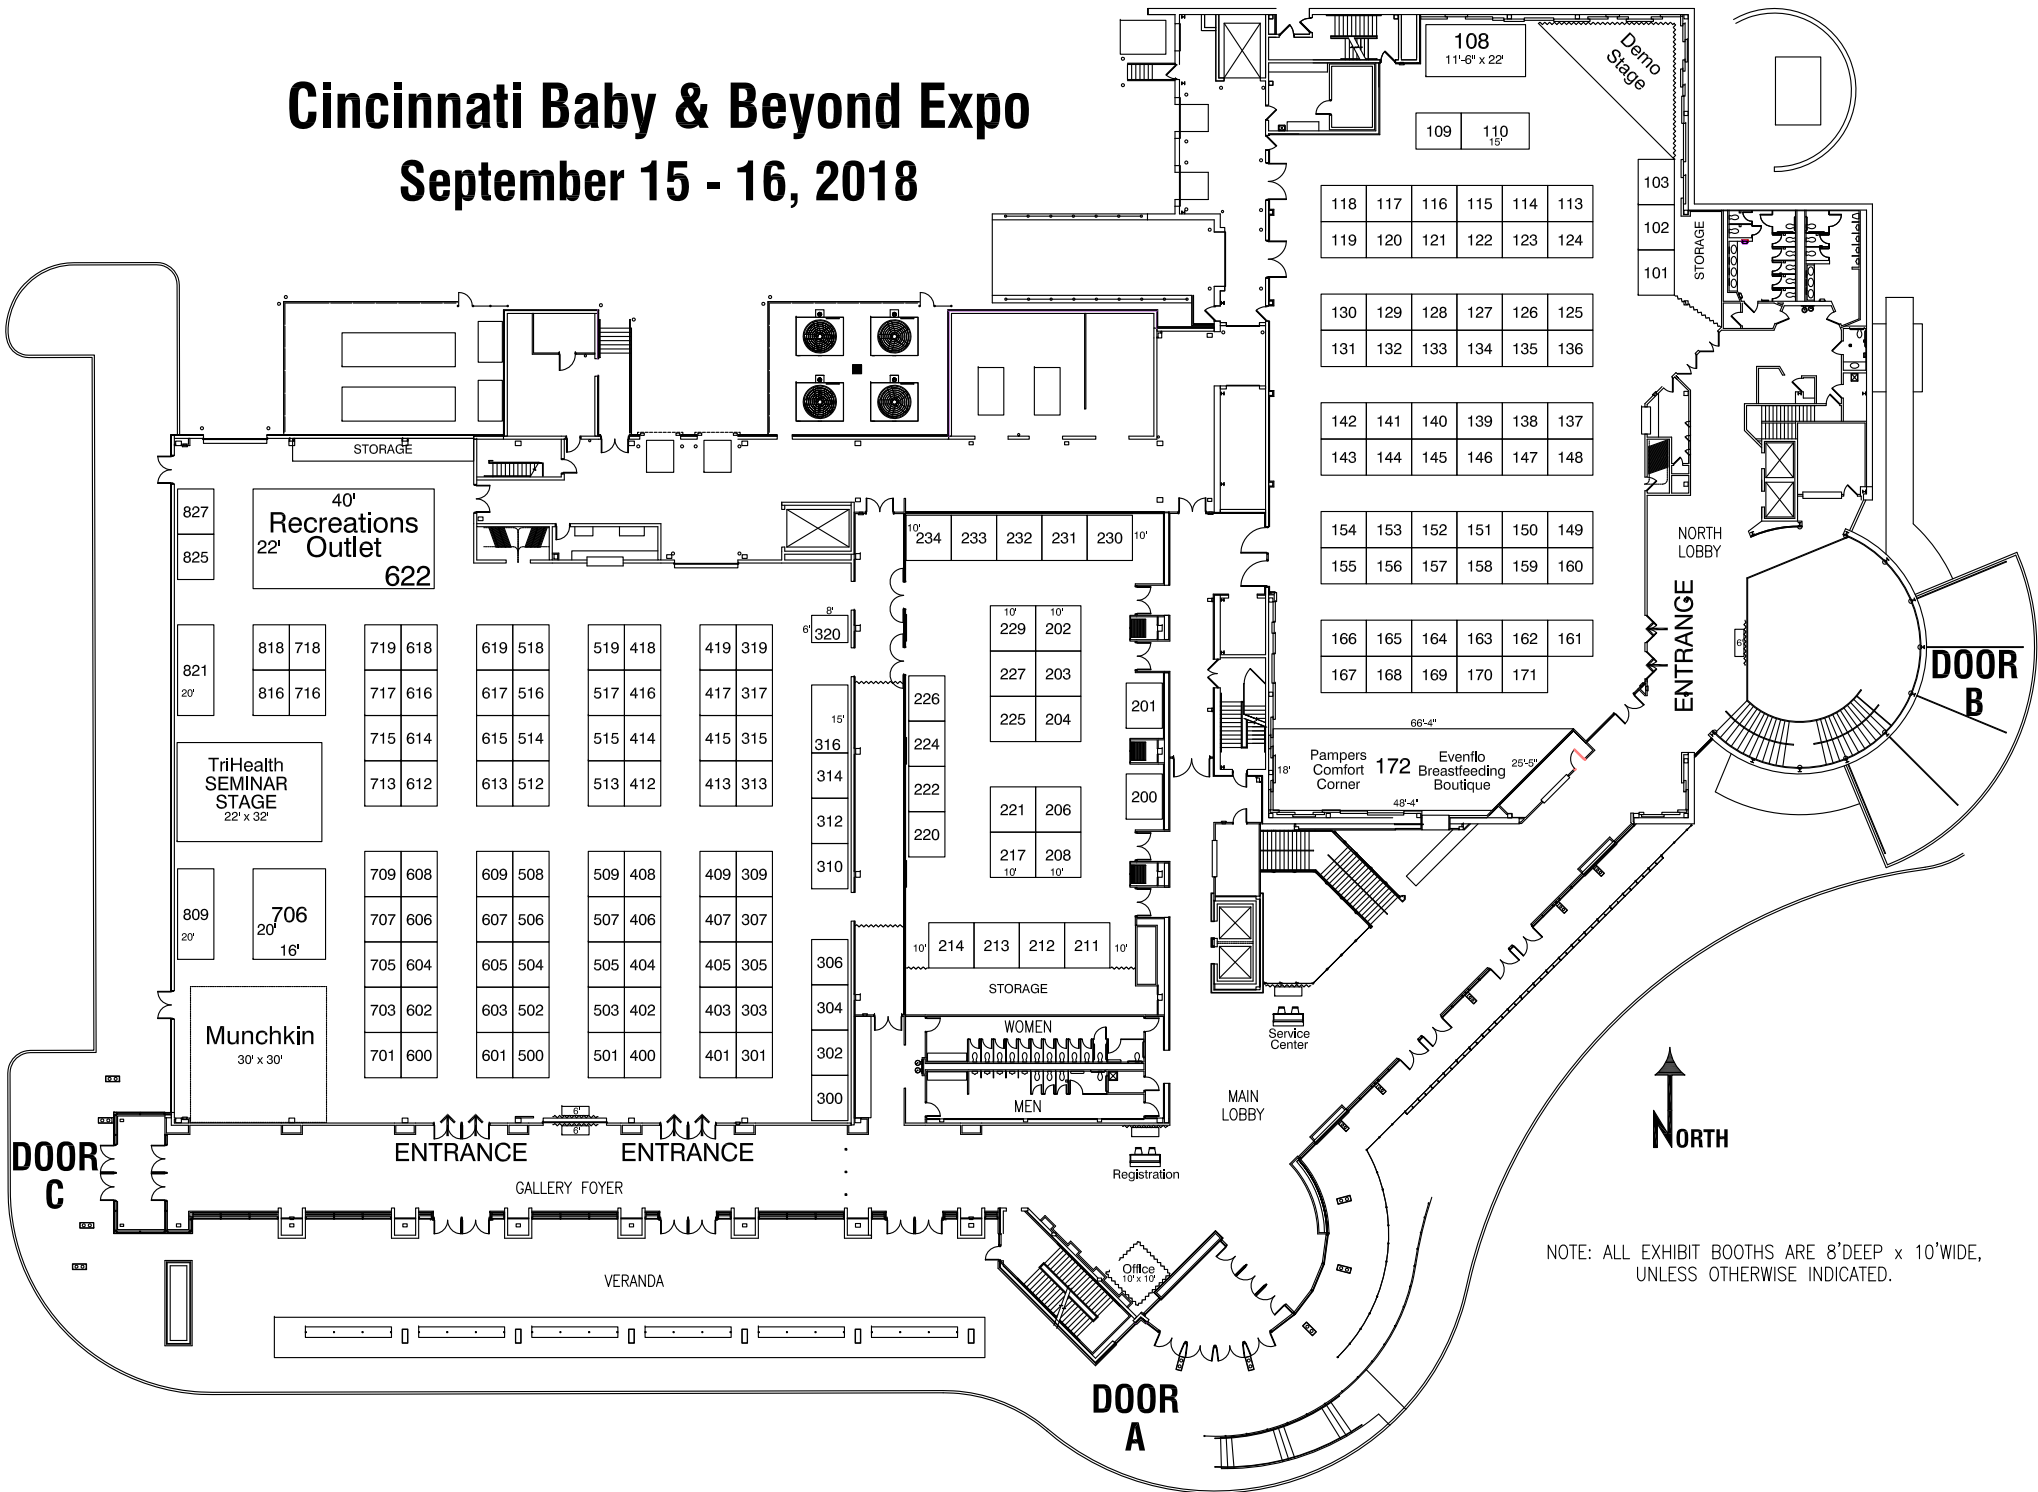 Cincinnati Baby & Beyond Expo
September 15 - 16, 2018
108
11'-6" x 22'
Demo
Stage
109 110
15'
103
102
101
STORAGE
118 117 116 115 114 113
119 120 121 122 123 124
130 129 128 127 126 125
131 132 133 134 135 136
142 141 140 139 138 137
143 144 145 146 147 148
154 153 152 151 150 149
155 156 157 158 159 160
166 165 164 163 162 161
167 168 169 170 171
NORTH
LOBBY
ENTRANCE
6'
DOOR
B
66'-4"
18'
Pampers
Comfort
Corner
172
Evenflo
Breastfeeding
Boutique
25'-5"
48'-4"
STORAGE
827
825
40'
Recreations
Outlet
22'
622
821
20'
818 718
816 716
719 618
717 616
715 614
713 612
619 518
617 516
615 514
613 512
519 418
517 416
515 414
513 412
419 319
417 317
415 315
413 313
8'
6'
320
15'
316
314
312
310
TriHealth
SEMINAR
STAGE
22' x 32'
809
20'
706
20'
16'
709 608
707 606
705 604
703 602
701 600
609 508
607 506
605 504
603 502
601 500
509 408
507 406
505 404
503 402
501 400
409 309
407 307
405 305
403 303
401 301
306
304
302
300
Munchkin
30' x 30'
10'
234 233 232 231 230
10'
10' 10'
229 202
227 203
225 204
226
224
222
220
201
200
221 206
217 208
10' 10'
10'
214 213 212 211
10'
STORAGE
WOMEN
MEN
Service
Center
MAIN
LOBBY
Registration
NORTH
DOOR
C
6'
6'
ENTRANCE
ENTRANCE
GALLERY FOYER
VERANDA
Office
10' x 10'
DOOR
A
NOTE: ALL EXHIBIT BOOTHS ARE 8'DEEP x 10'WIDE,
UNLESS OTHERWISE INDICATED.